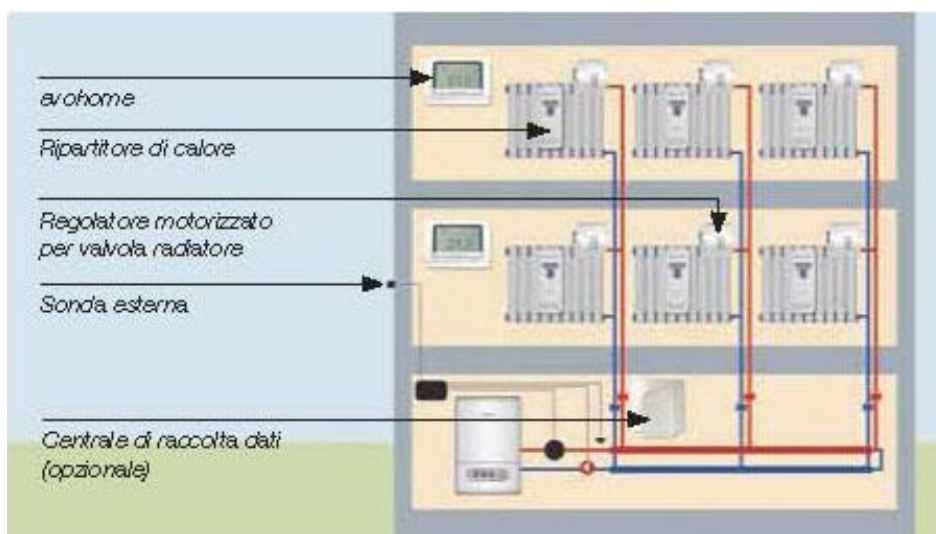 evohome
Ripartitore di calore
Regolatore motorizzato
per valvola radiatore
Sonda esterna
Centrale di raccolta dati
(opzionale)